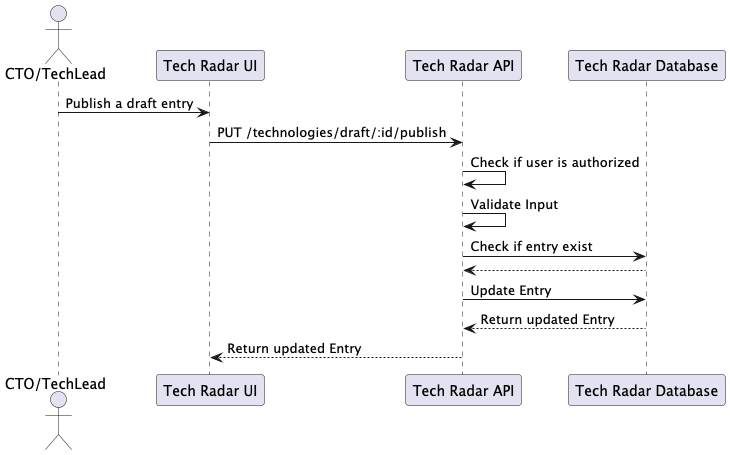 CTO/TechLead
Tech Radar UI
Tech Radar API
Tech Radar Database
Publish a draft entry
PUT /technologies/draft/:id/publish
Check if user is authorized
Validate Input
Check if entry exist
Update Entry
Return updated Entry
Return updated Entry
CTO/TechLead
Tech Radar UI
Tech Radar API
Tech Radar Database